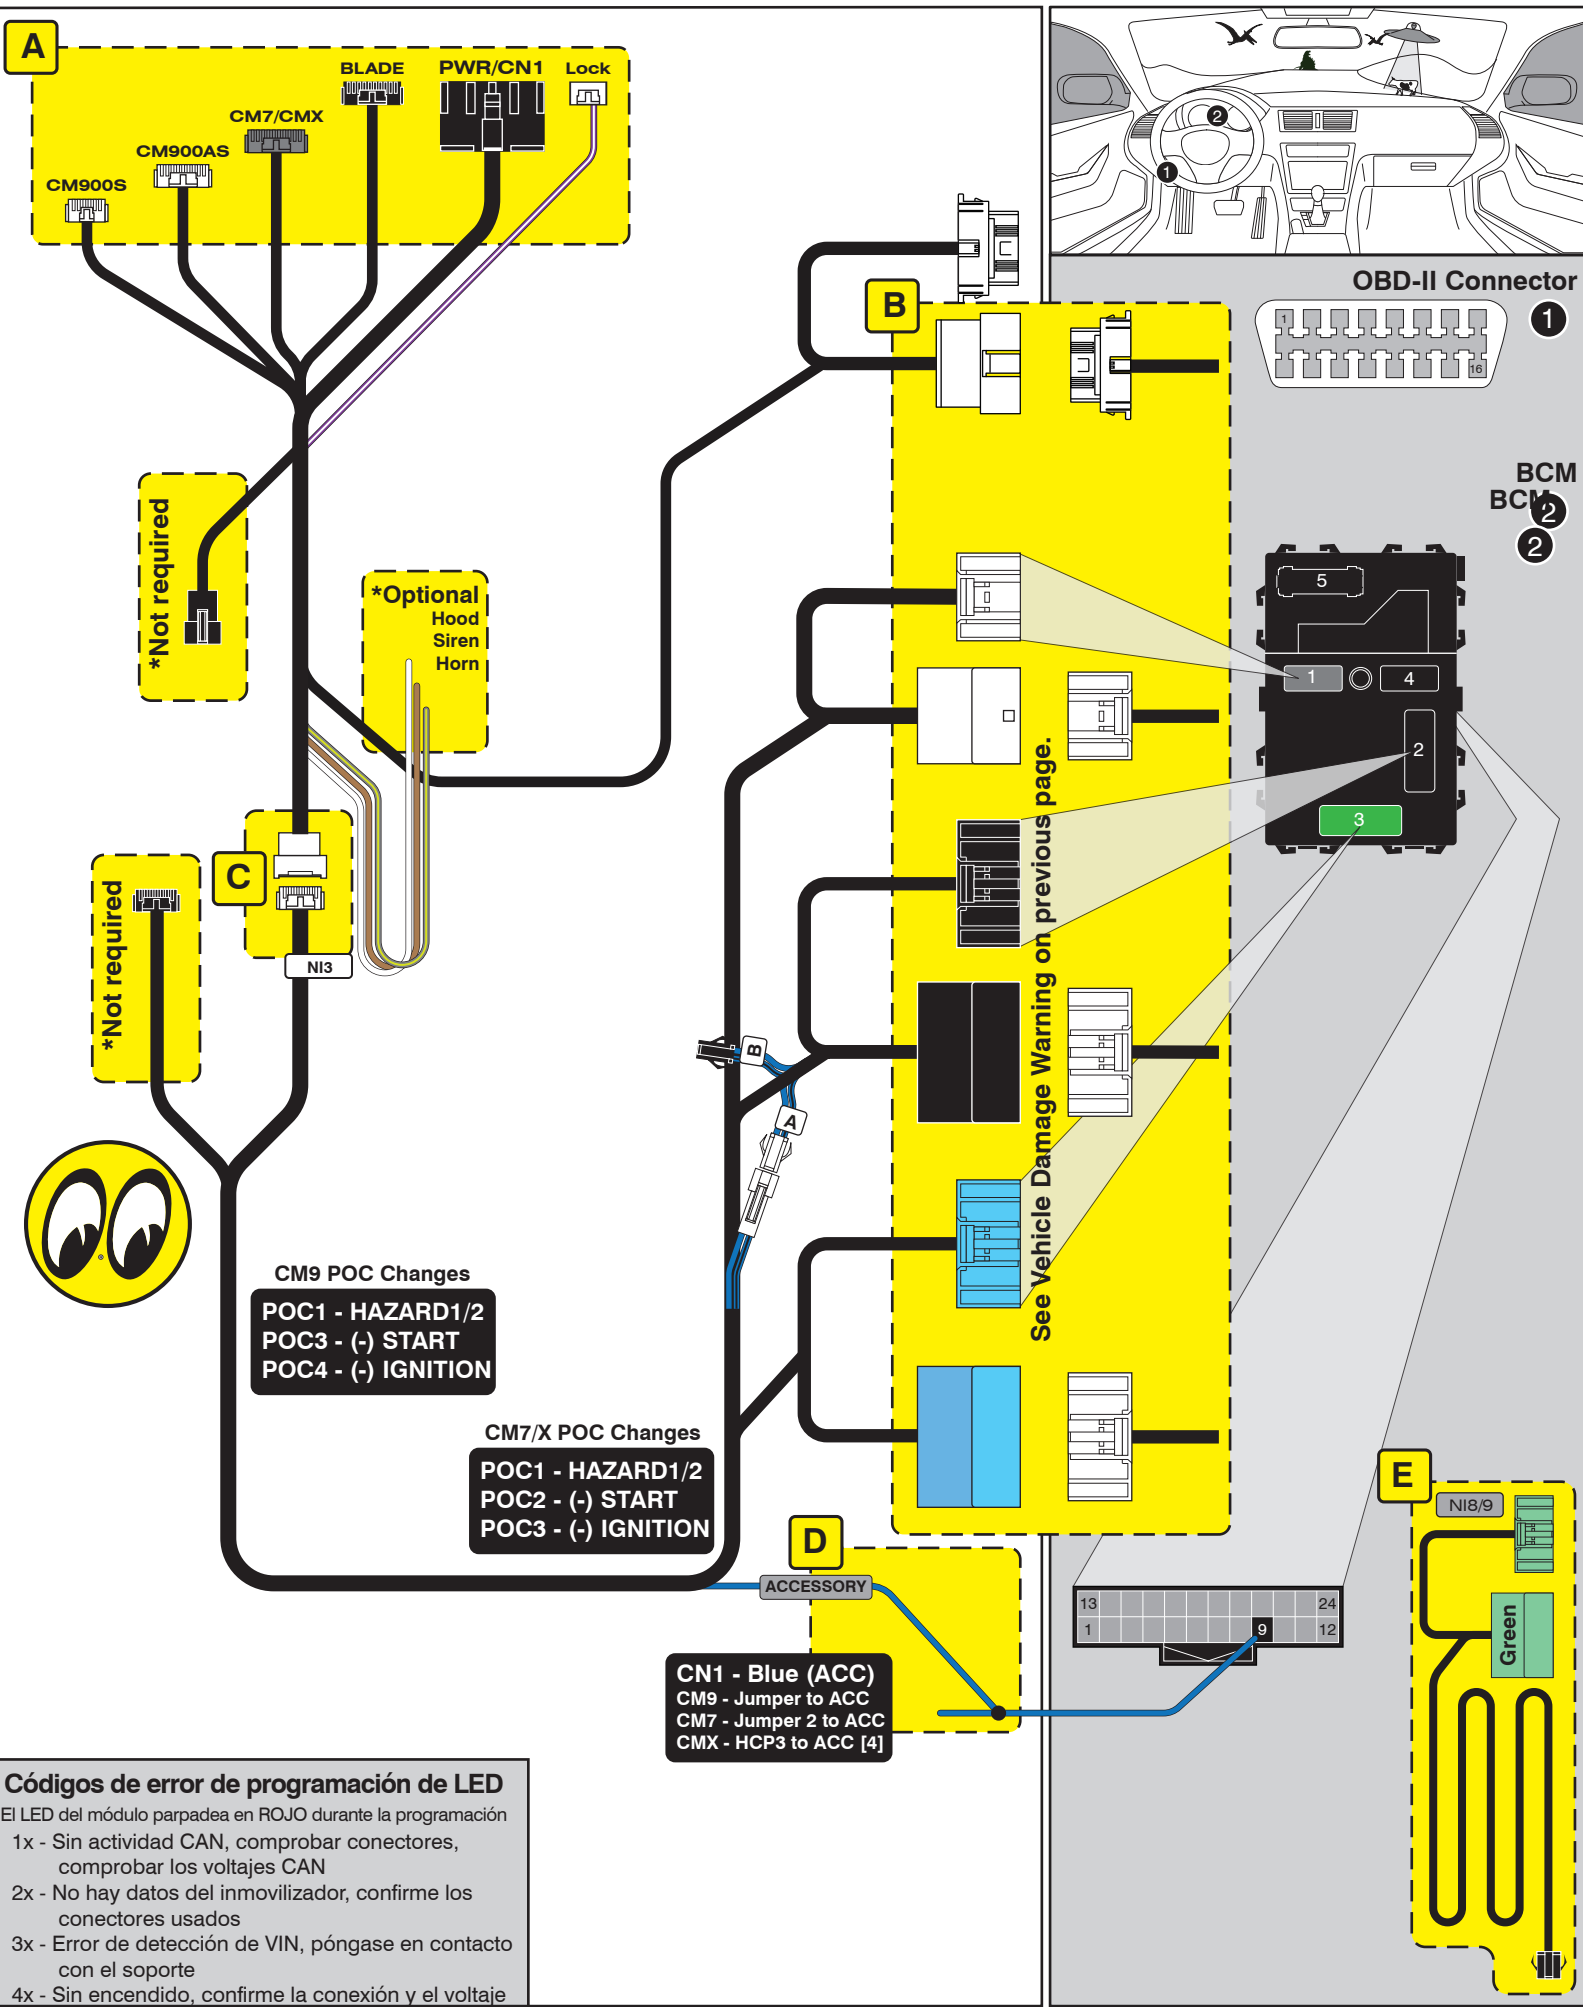 A
BLADE
PWR/CN1
Lock
CM7/CMX
CM900AS
CM900S
2
1
OBD-II Connector
1
1
16
B
BCM
BCM
2
2
*Not required
*Optional
Hood
Siren
Horn
5
1
4
2
3
See Vehicle Damage Warning on previous page.
C
*Not required
NI3
B
A
CM9 POC Changes
POC1 - HAZARD1/2
POC3 - (-) START
POC4 - (-) IGNITION
CM7/X POC Changes
POC1 - HAZARD1/2
POC2 - (-) START
POC3 - (-) IGNITION
E
NI8/9
Green
D
ACCESSORY
13
24
1
9
12
CN1 - Blue (ACC)
CM9 - Jumper to ACC
CM7 - Jumper 2 to ACC
CMX - HCP3 to ACC [4]
Códigos de error de programación de LED
El LED del módulo parpadea en ROJO durante la programación
1x - Sin actividad CAN, comprobar conectores,
comprobar los voltajes CAN
2x - No hay datos del inmovilizador, confirme los
conectores usados
3x - Error de detección de VIN, póngase en contacto
con el soporte
4x - Sin encendido, confirme la conexión y el voltaje